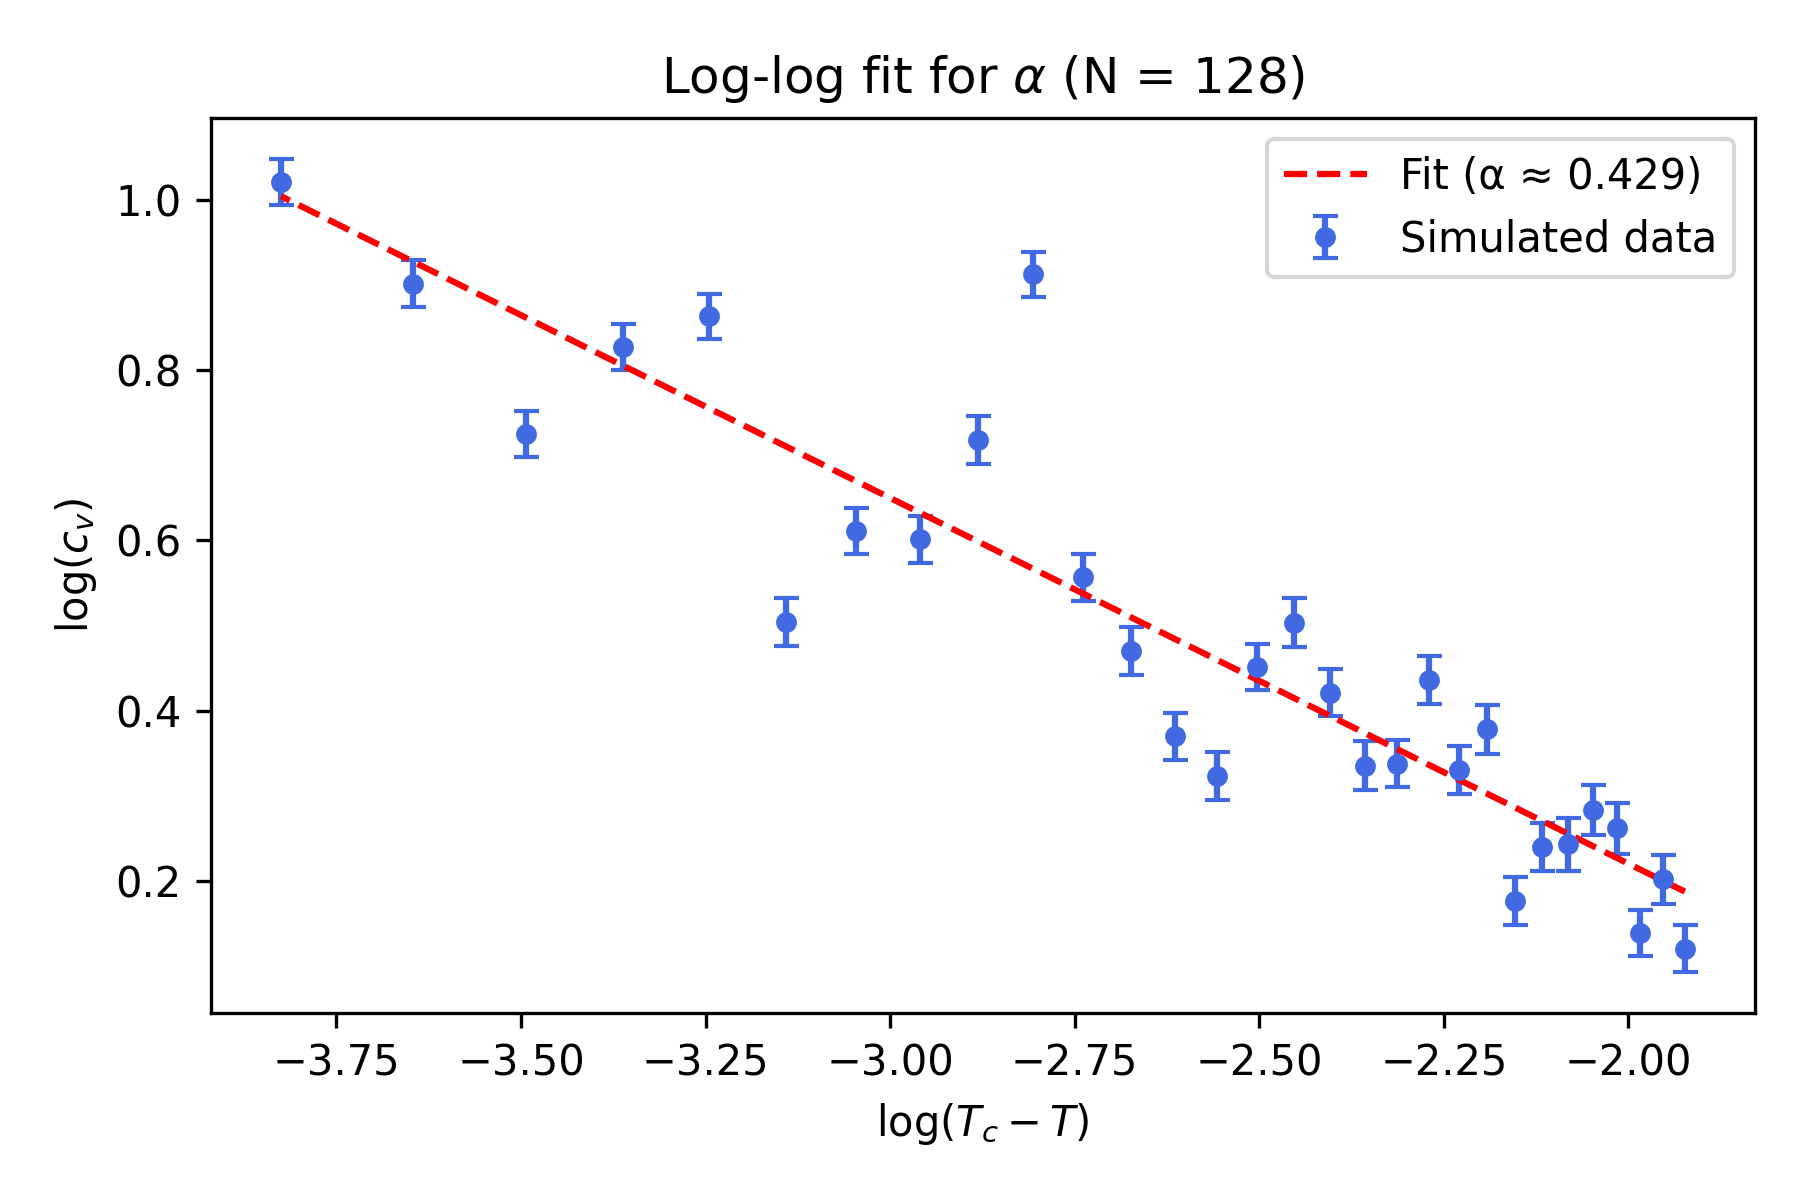 Log-log fit for α (N = 128)
Fit (α ≈ 0.429)
Simulated data
log(c_v)
1.0
0.8
0.6
0.4
0.2
−3.75 −3.50 −3.25 −3.00 −2.75 −2.50 −2.25 −2.00
log(T_c − T)